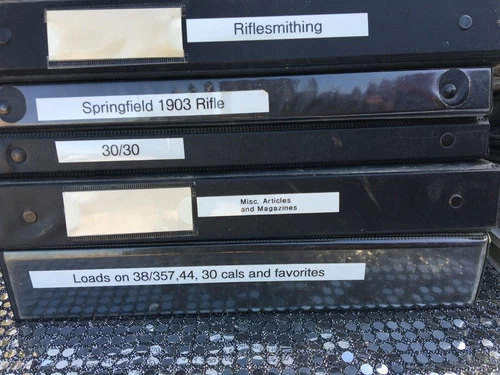 Riflesmithing
Springfield 1903 Rifle
30/30
Misc. Articles
and Magazines
Loads on 38/357,44, 30 cals and favorites